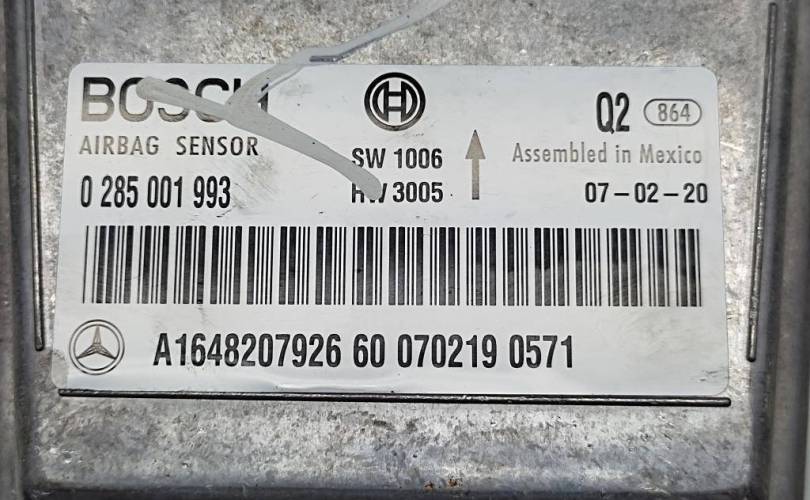 BOSCH
Q2 864
AIRBAG SENSOR
SW 1006
Assembled in Mexico
0 285 001 993
HW 3005
07-02-20
A1648207926 60 070219 0571